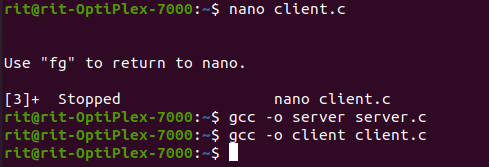 rit@rit-OptiPlex-7000:~$ nano client.c
Use "fg" to return to nano.
[3]+  Stopped                 nano client.c
rit@rit-OptiPlex-7000:~$ gcc -o server server.c
rit@rit-OptiPlex-7000:~$ gcc -o client client.c
rit@rit-OptiPlex-7000:~$